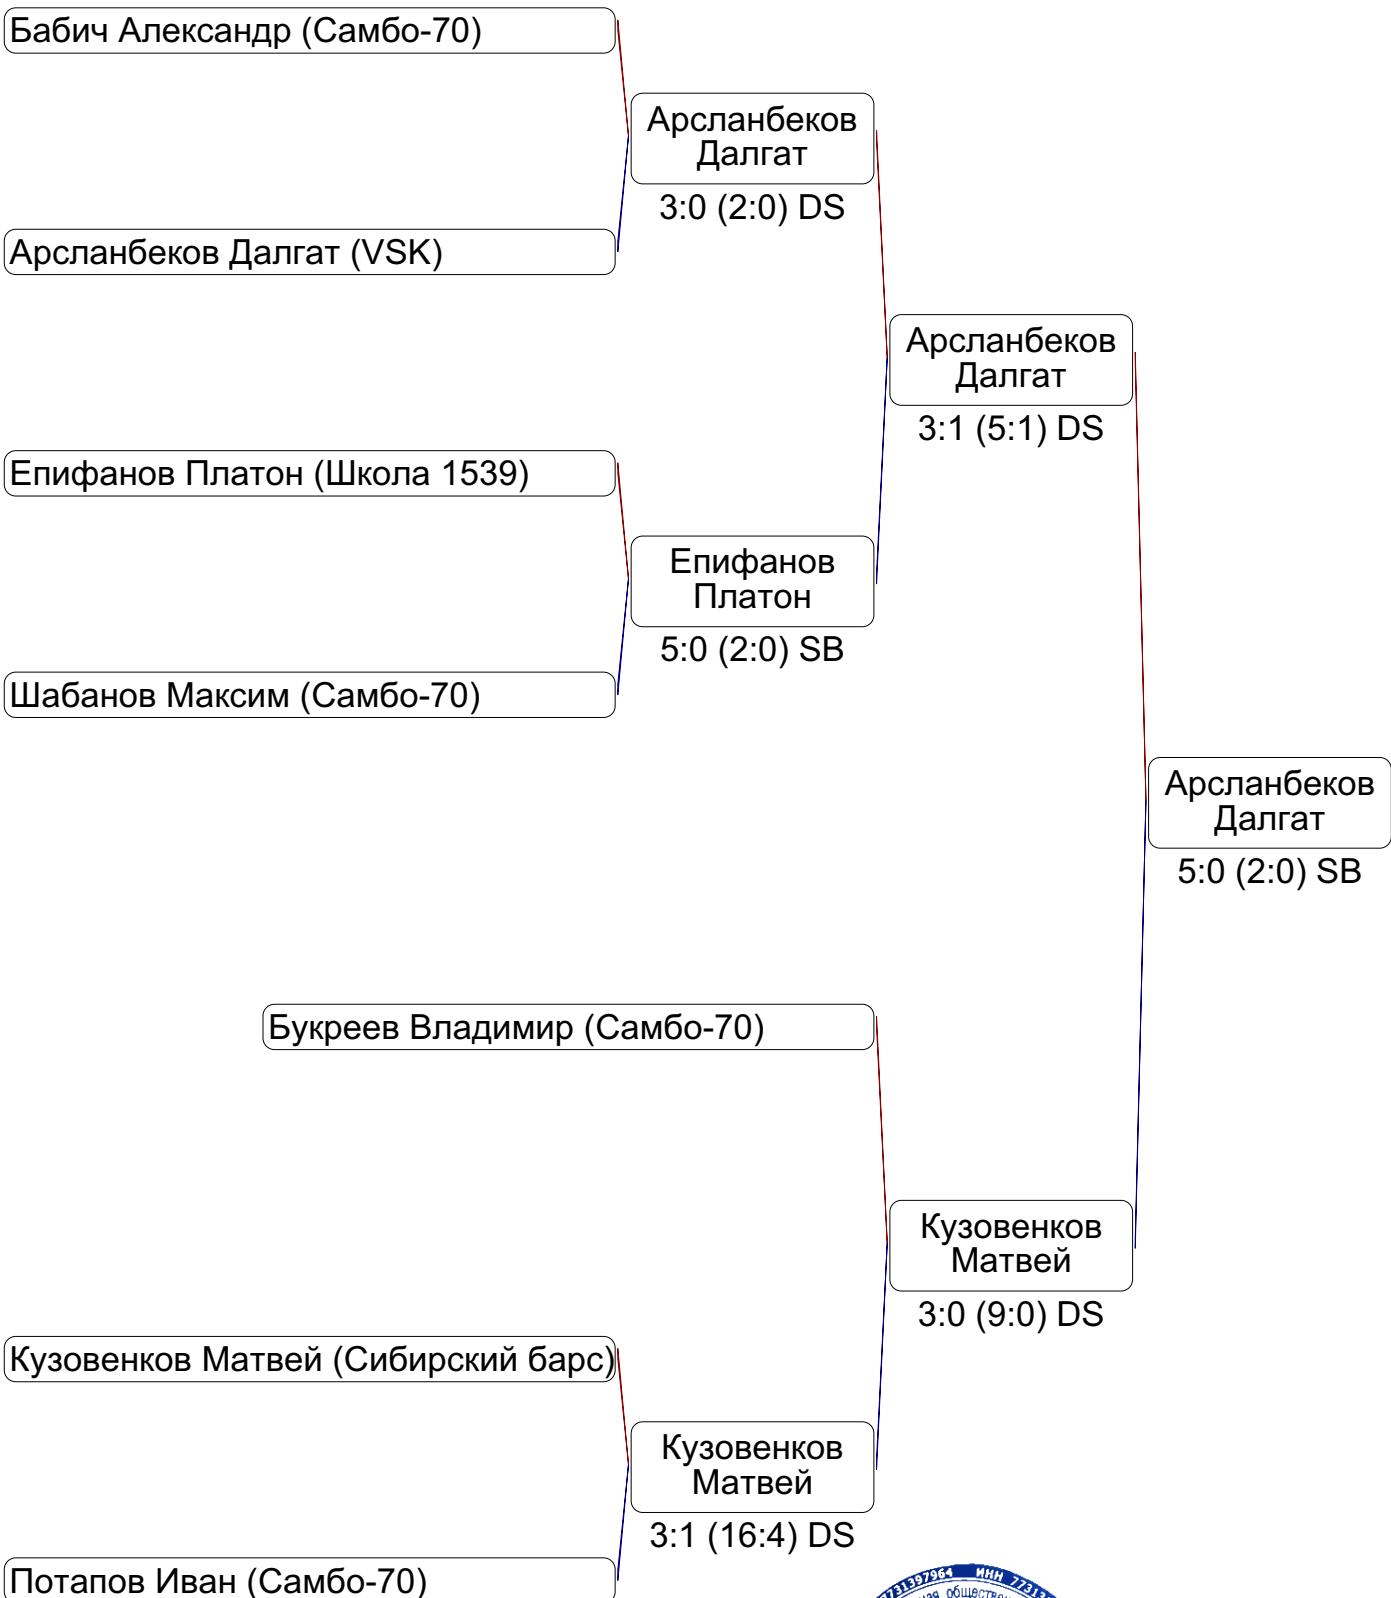 Бабич Александр (Самбо-70)
Арсланбеков
Далгат
3:0 (2:0) DS
Арсланбеков Далгат (VSK)
Арсланбеков
Далгат
3:1 (5:1) DS
Епифанов Платон (Школа 1539)
Епифанов
Платон
5:0 (2:0) SB
Шабанов Максим (Самбо-70)
Арсланбеков
Далгат
5:0 (2:0) SB
Букреев Владимир (Самбо-70)
Кузовенков
Матвей
3:0 (9:0) DS
Кузовенков Матвей (Сибирский барс)
Кузовенков
Матвей
3:1 (16:4) DS
Потапов Иван (Самбо-70)
ИНН